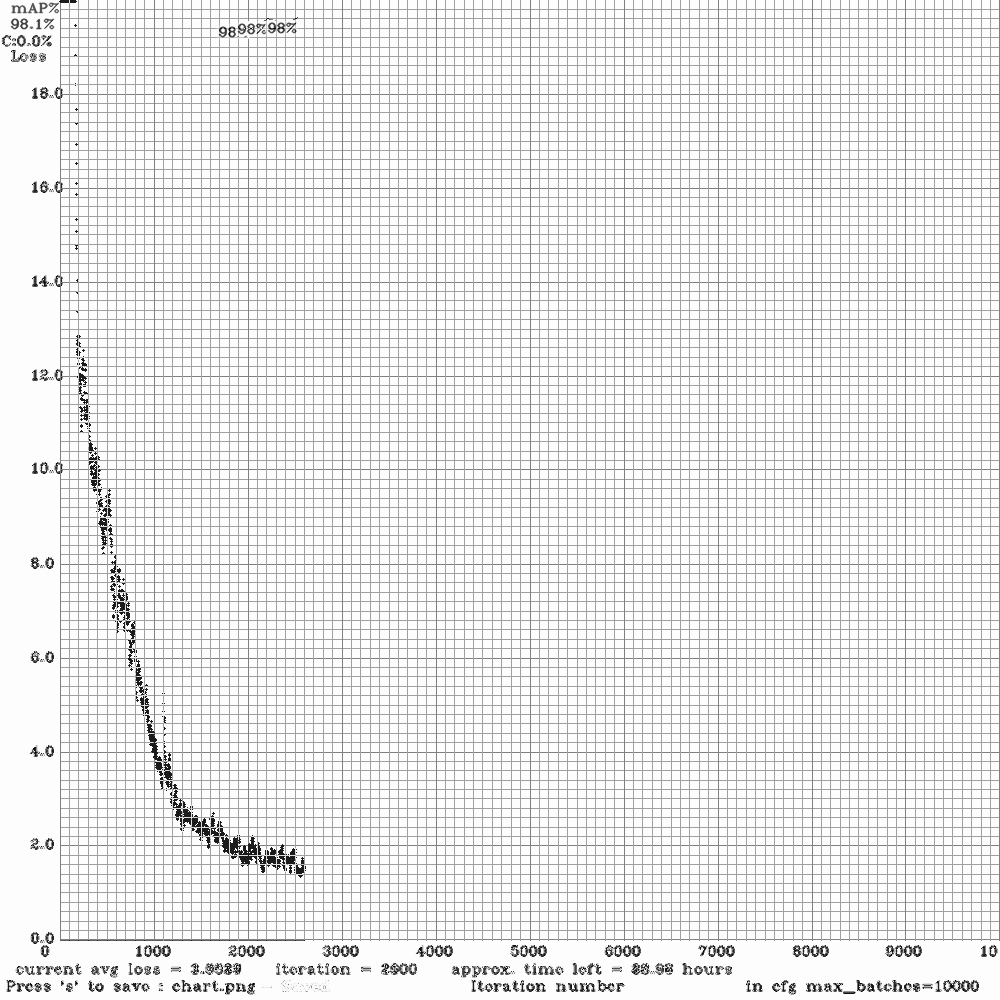 mAP%
98.1%
C:0.0%
Loss
98 98% 98%
18.0
16.0
14.0
12.0
10.0
8.0
6.0
4.0
2.0
0.0
0 1000 2000 3000 4000 5000 6000 7000 8000 9000 10
current avg loss = iteration = approx. time left = hours
Press 's' to save : chart.png - Saved Iteration number in cfg max_batches=10000